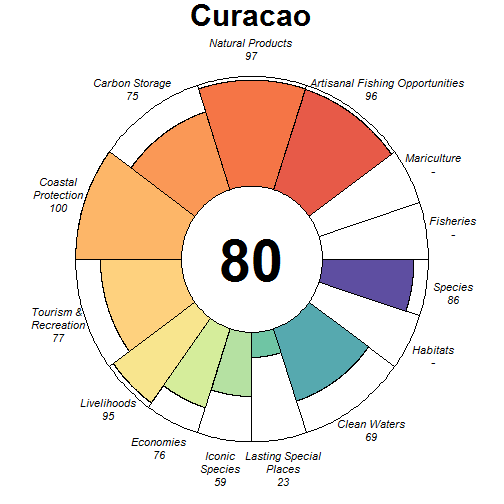 Curacao
Natural Products
97
Carbon Storage
75
Artisanal Fishing Opportunities
96
Mariculture
-
Coastal
Protection
100
Fisheries
-
80
Species
86
Tourism &
Recreation
77
Habitats
-
Livelihoods
95
Clean Waters
69
Economies
76
Iconic
Species
59
Lasting Special
Places
23